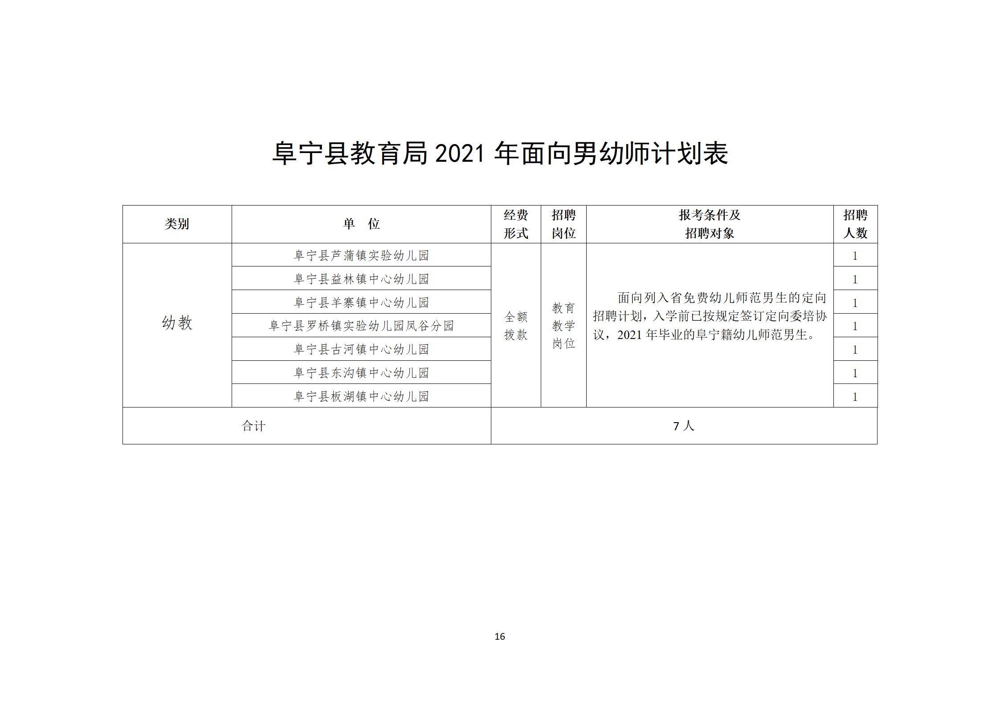 阜宁县教育局 2021 年面向男幼师计划表
类别 单 位 经费形式 招聘岗位 报考条件及招聘对象 招聘人数
幼教
阜宁县芦蒲镇实验幼儿园 1
阜宁县益林镇中心幼儿园 1
阜宁县羊寨镇中心幼儿园 1
阜宁县罗桥镇实验幼儿园凤谷分园 1
阜宁县古河镇中心幼儿园 1
阜宁县东沟镇中心幼儿园 1
阜宁县板湖镇中心幼儿园 1
全额
拨款
教育
教学
岗位
面向列入省免费幼儿师范男生的定向
招聘计划，入学前已按规定签订定向委培协
议，2021 年毕业的阜宁籍幼儿师范男生。
合计 7 人
16